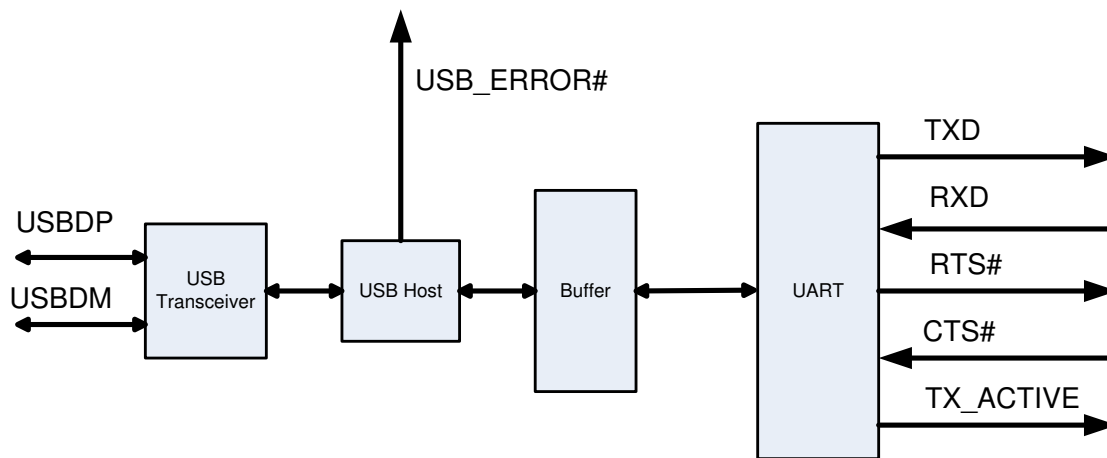 USB_ERROR#
TXD
RXD
USBDP
USBDM
USB
Transceiver
USB Host
Buffer
UART
RTS#
CTS#
TX_ACTIVE